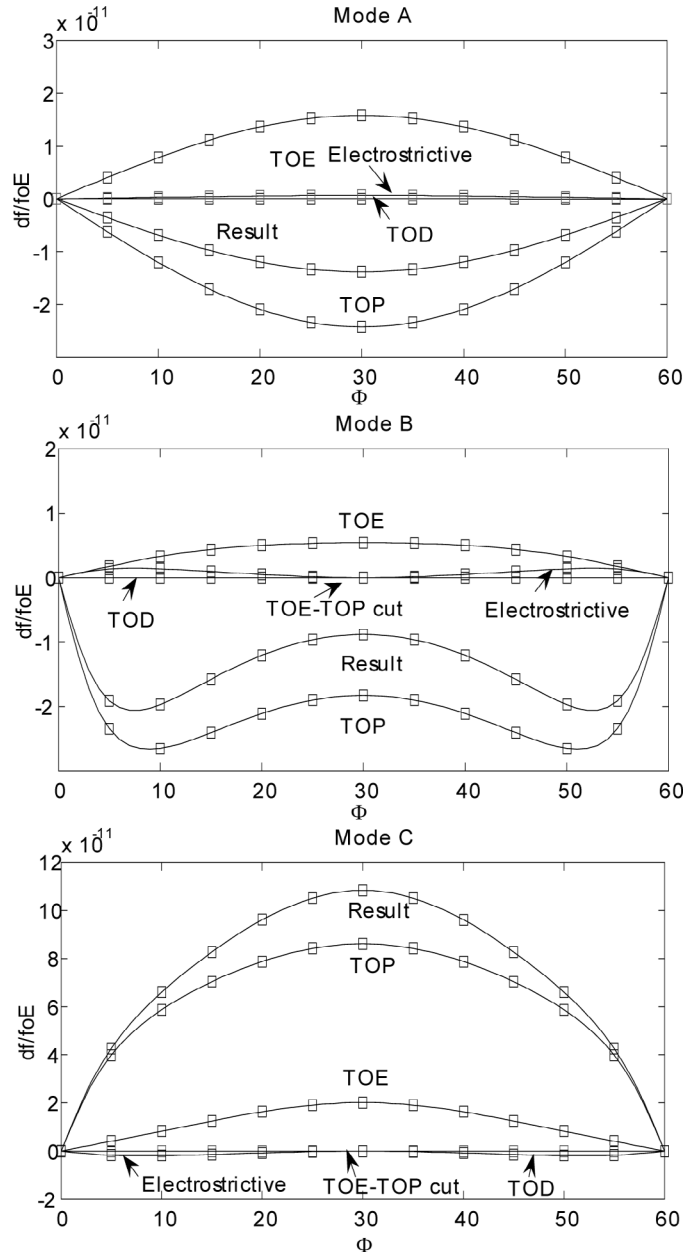 x 10-11
Mode A
3
2
1
0
-1
-2
df/foE
TOE
Electrostrictive
TOD
Result
TOP
0 10 20 30 40 50 60
Φ
x 10-11
Mode B
2
1
0
-1
-2
df/foE
TOE
TOD
TOE-TOP cut
Electrostrictive
Result
TOP
0 10 20 30 40 50 60
Φ
x 10-11
Mode C
12
10
8
6
4
2
0
-2
df/foE
Result
TOP
TOE
Electrostrictive
TOE-TOP cut
TOD
0 10 20 30 40 50 60
Φ